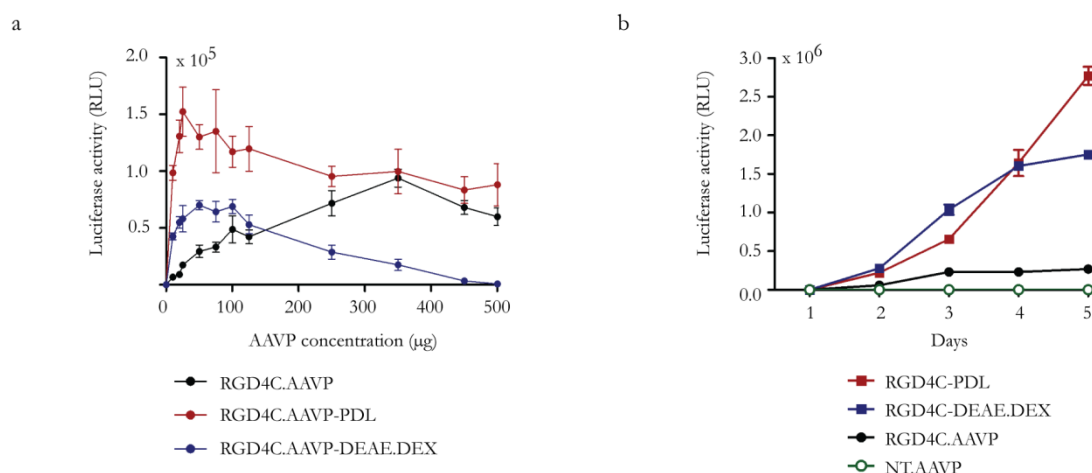 a
2.0
x 10⁵
1.5
1.0
0.5
Luciferase activity (RLU)
0
100
200
300
400
500
AAVP concentration (µg)
RGD4C.AAVP
RGD4C.AAVP-PDL
RGD4C.AAVP-DEAE.DEX
b
3.0
x 10⁶
2.5
2.0
1.5
1.0
0.5
0.0
Luciferase activity (RLU)
1
2
3
4
5
Days
RGD4C-PDL
RGD4C-DEAE.DEX
RGD4C.AAVP
NT.AAVP